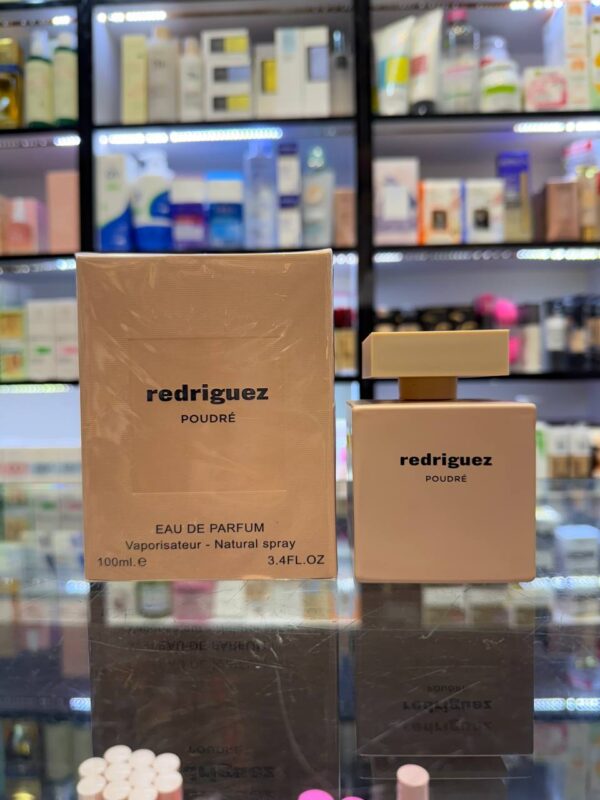 redriguez
POUDRÉ
EAU DE PARFUM
Vaporisateur - Natural spray
100ml. e
3.4FL.OZ
redriguez
POUDRÉ